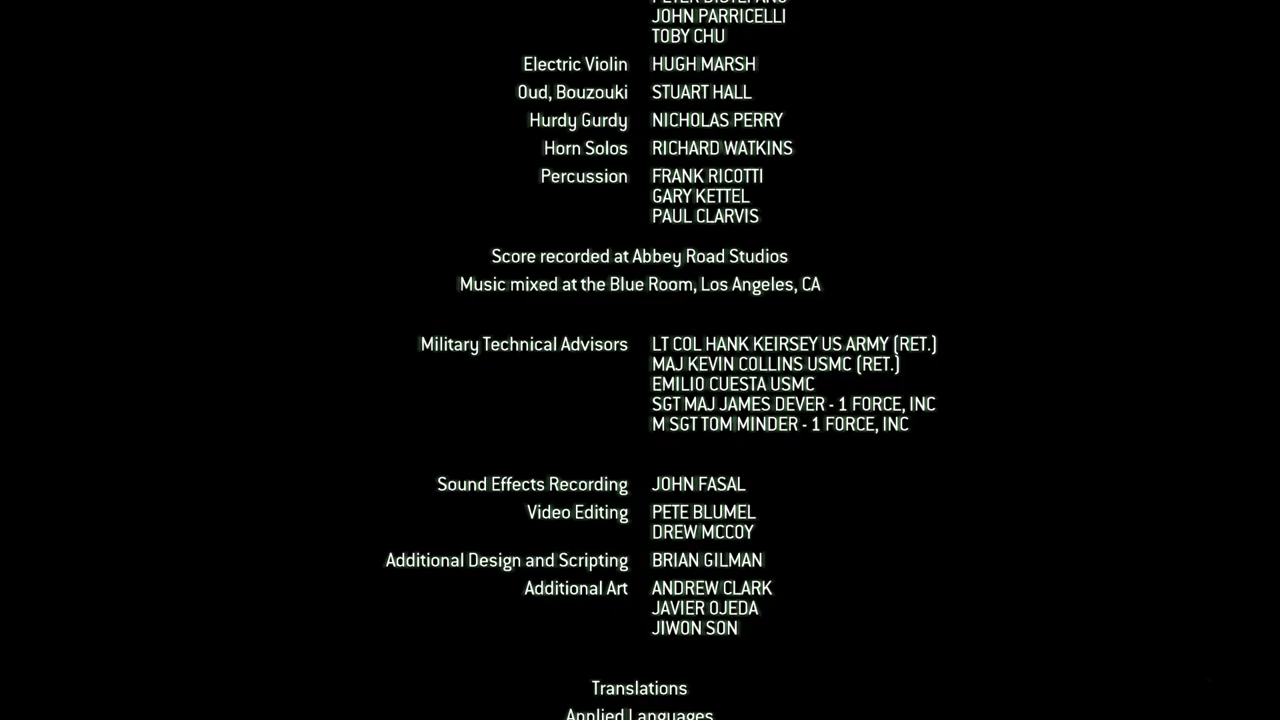 JOHN PARRICELLI
TOBY CHU
Electric Violin HUGH MARSH
Oud, Bouzouki STUART HALL
Hurdy Gurdy NICHOLAS PERRY
Horn Solos RICHARD WATKINS
Percussion FRANK RICOTTI
GARY KETTEL
PAUL CLARVIS
Score recorded at Abbey Road Studios
Music mixed at the Blue Room, Los Angeles, CA
Military Technical Advisors LT COL HANK KEIRSEY US ARMY (RET.)
MAJ KEVIN COLLINS USMC (RET.)
EMILIO CUESTA USMC
SGT MAJ JAMES DEVER - 1 FORCE, INC
M SGT TOM MINDER - 1 FORCE, INC
Sound Effects Recording JOHN FASAL
Video Editing PETE BLUMEL
DREW MCCOY
Additional Design and Scripting BRIAN GILMAN
Additional Art ANDREW CLARK
JAVIER OJEDA
JIWON SON
Translations
Applied Languages